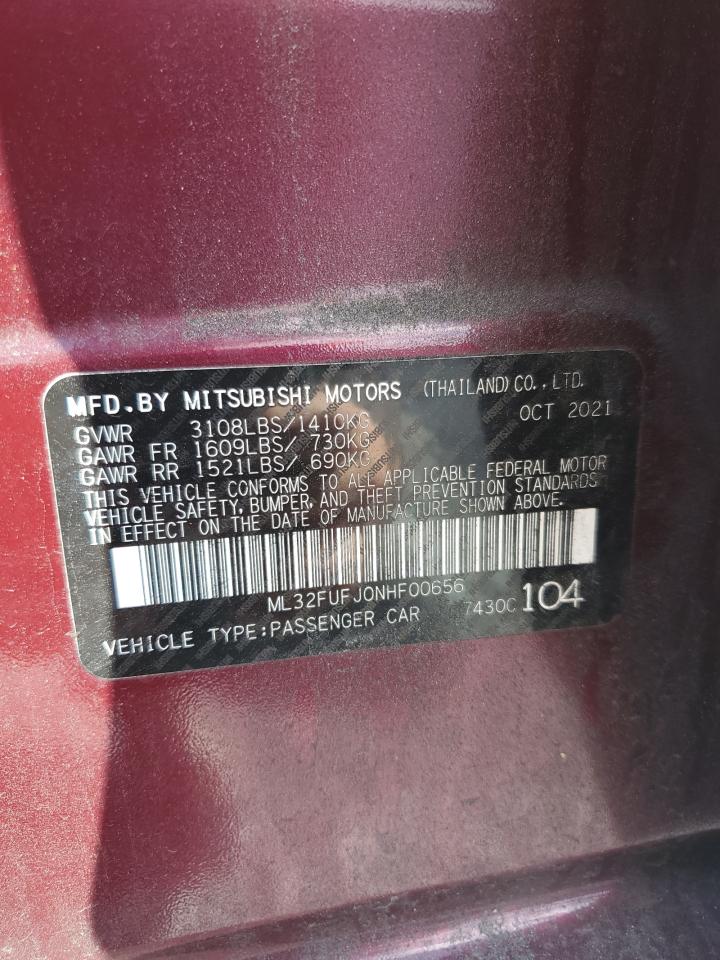 MFD.BY MITSUBISHI MOTORS (THAILAND)CO.,LTD.
GVWR 3108LBS/1410KG OCT 2021
GAWR FR 1609LBS/ 730KG
GAWR RR 1521LBS/ 690KG
THIS VEHICLE CONFORMS TO ALL APPLICABLE FEDERAL MOTOR
VEHICLE SAFETY, BUMPER, AND THEFT PREVENTION STANDARDS
IN EFFECT ON THE DATE OF MANUFACTURE SHOWN ABOVE.
ML32FUFJ0NHF00656
VEHICLE TYPE:PASSENGER CAR 7430C 104